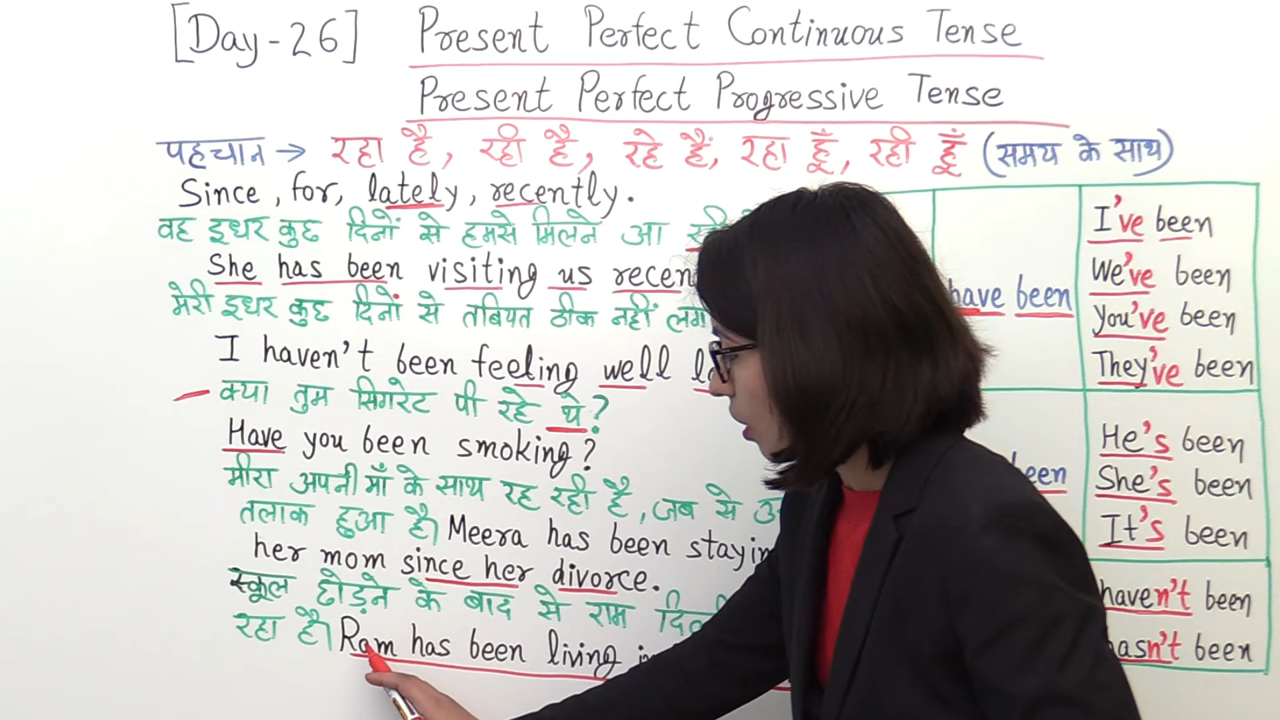 [Day-26] Present Perfect Continuous Tense
Present Perfect Progressive Tense
पहचान → रहा है, रही है, रहे हैं, रहा हूँ, रही हूँ (समय के साथ)
Since, for, lately, recently.
वह इधर कुछ दिनों से हमसे मिलने आ
She has been visiting us
मेरी इधर कुछ दिनों से तबियत ठीक नहीं
I haven't been feeling well
क्या तुम सिगरेट पी रहे थे?
Have you been smoking?
मीरा अपनी माँ के साथ रह रही है, जब से
तलाक हुआ है। Meera has been
her mom since her divorce.
स्कूल छोड़ने के बाद से राम
रहा है। Ram has been living
have been
I've been
We've been
You've been
They've been
been
He's been
She's been
It's been
haven't been
hasn't been